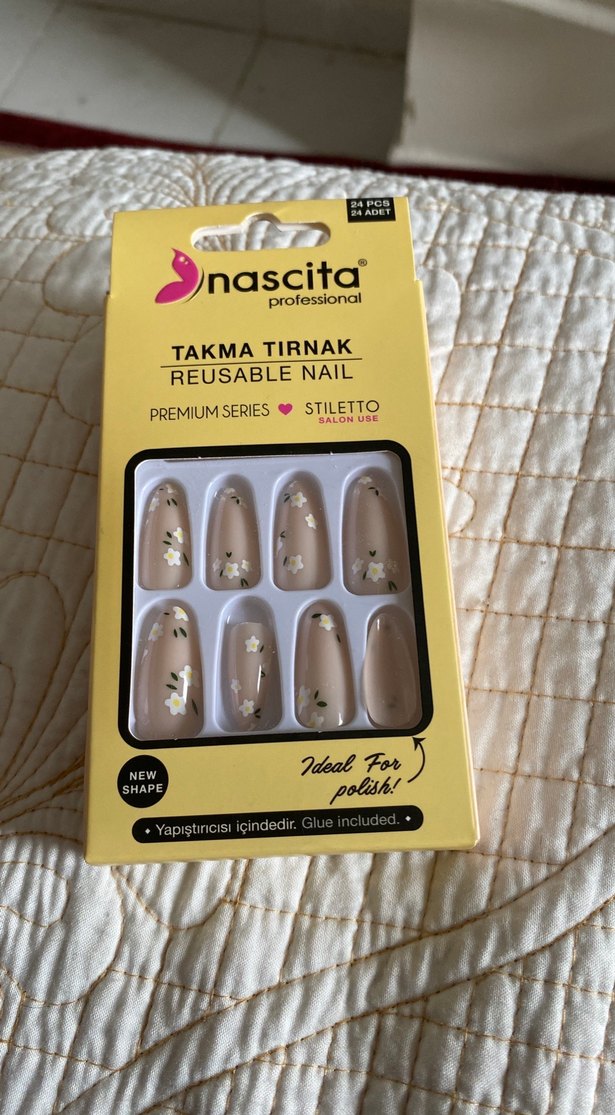 24 PCS
24 ADET
nascita®
professional
TAKMA TIRNAK
REUSABLE NAIL
PREMIUM SERIES STILETTO
SALON USE
NEW
SHAPE
Ideal For
polish!
• Yapıştırıcısı içindedir. Glue included. •